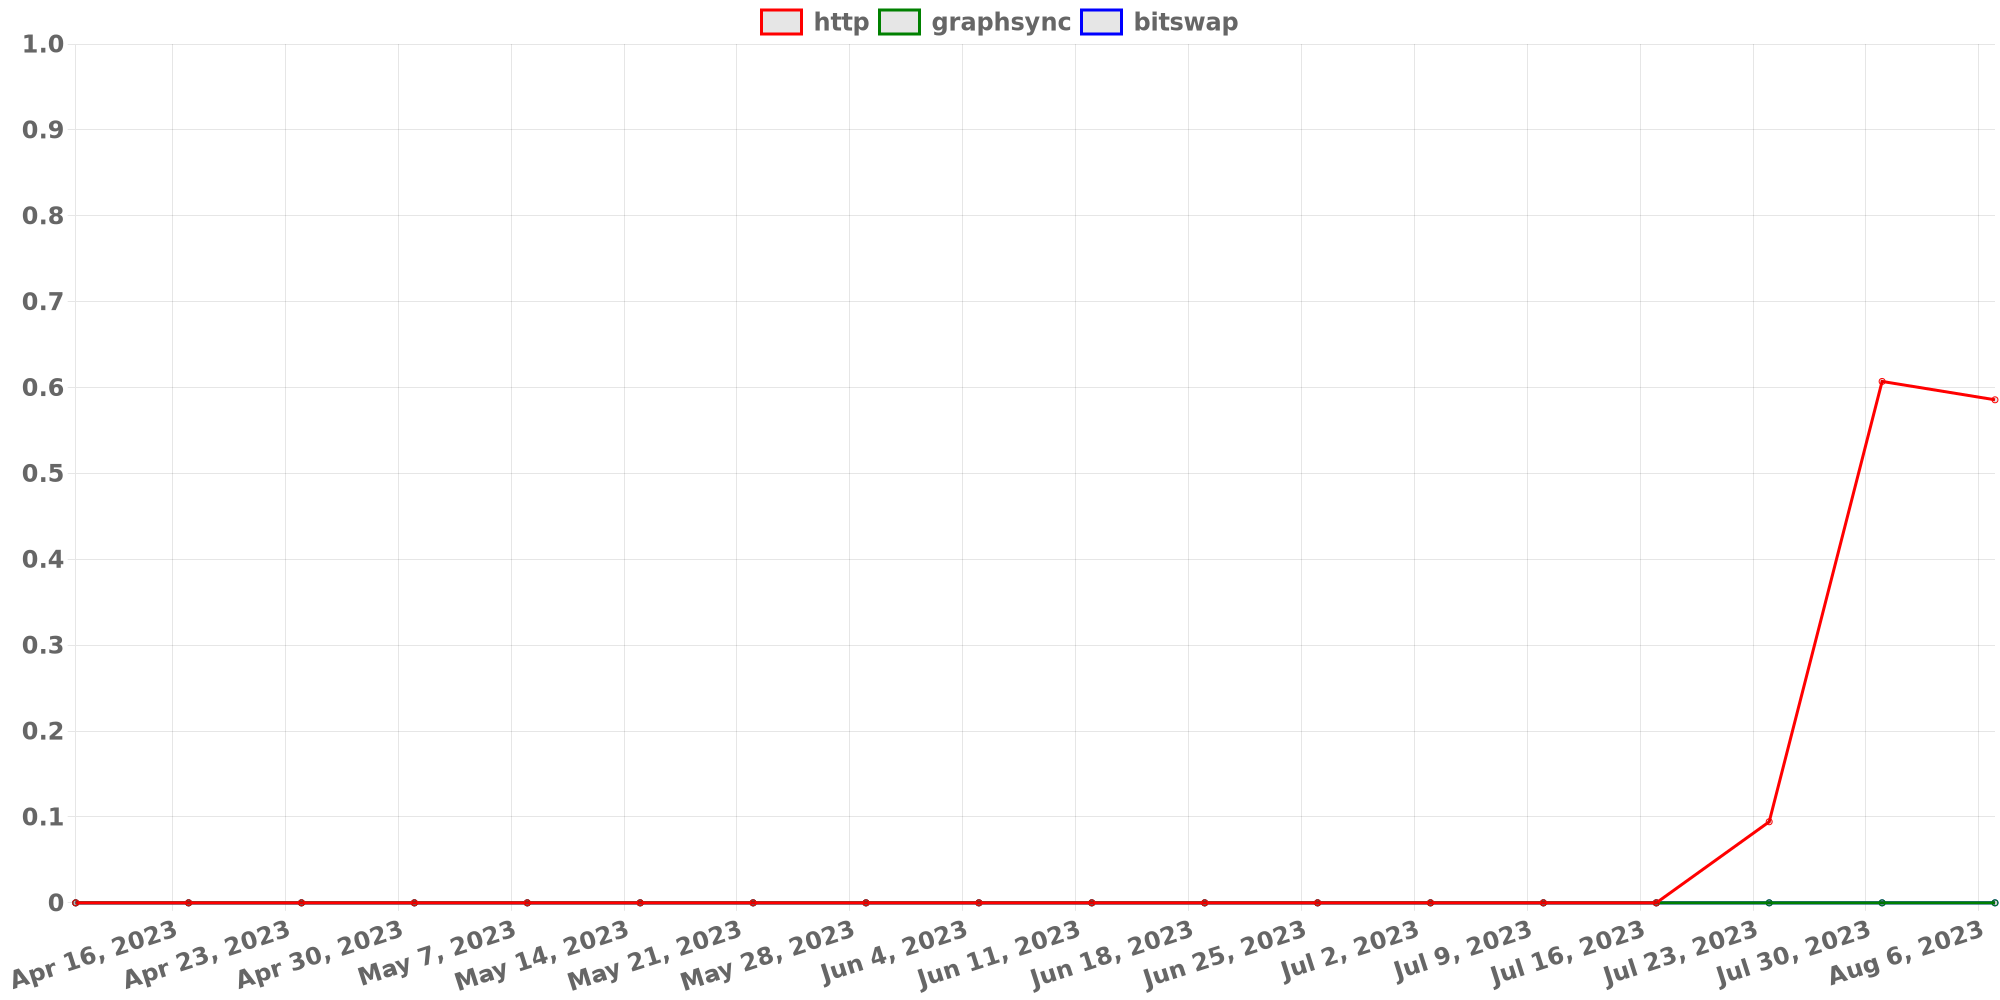 http graphsync bitswap
1.0
0.9
0.8
0.7
0.6
0.5
0.4
0.3
0.2
0.1
0
Apr 16, 2023
Apr 23, 2023
Apr 30, 2023
May 7, 2023
May 14, 2023
May 21, 2023
May 28, 2023
Jun 4, 2023
Jun 11, 2023
Jun 18, 2023
Jun 25, 2023
Jul 2, 2023
Jul 9, 2023
Jul 16, 2023
Jul 23, 2023
Jul 30, 2023
Aug 6, 2023